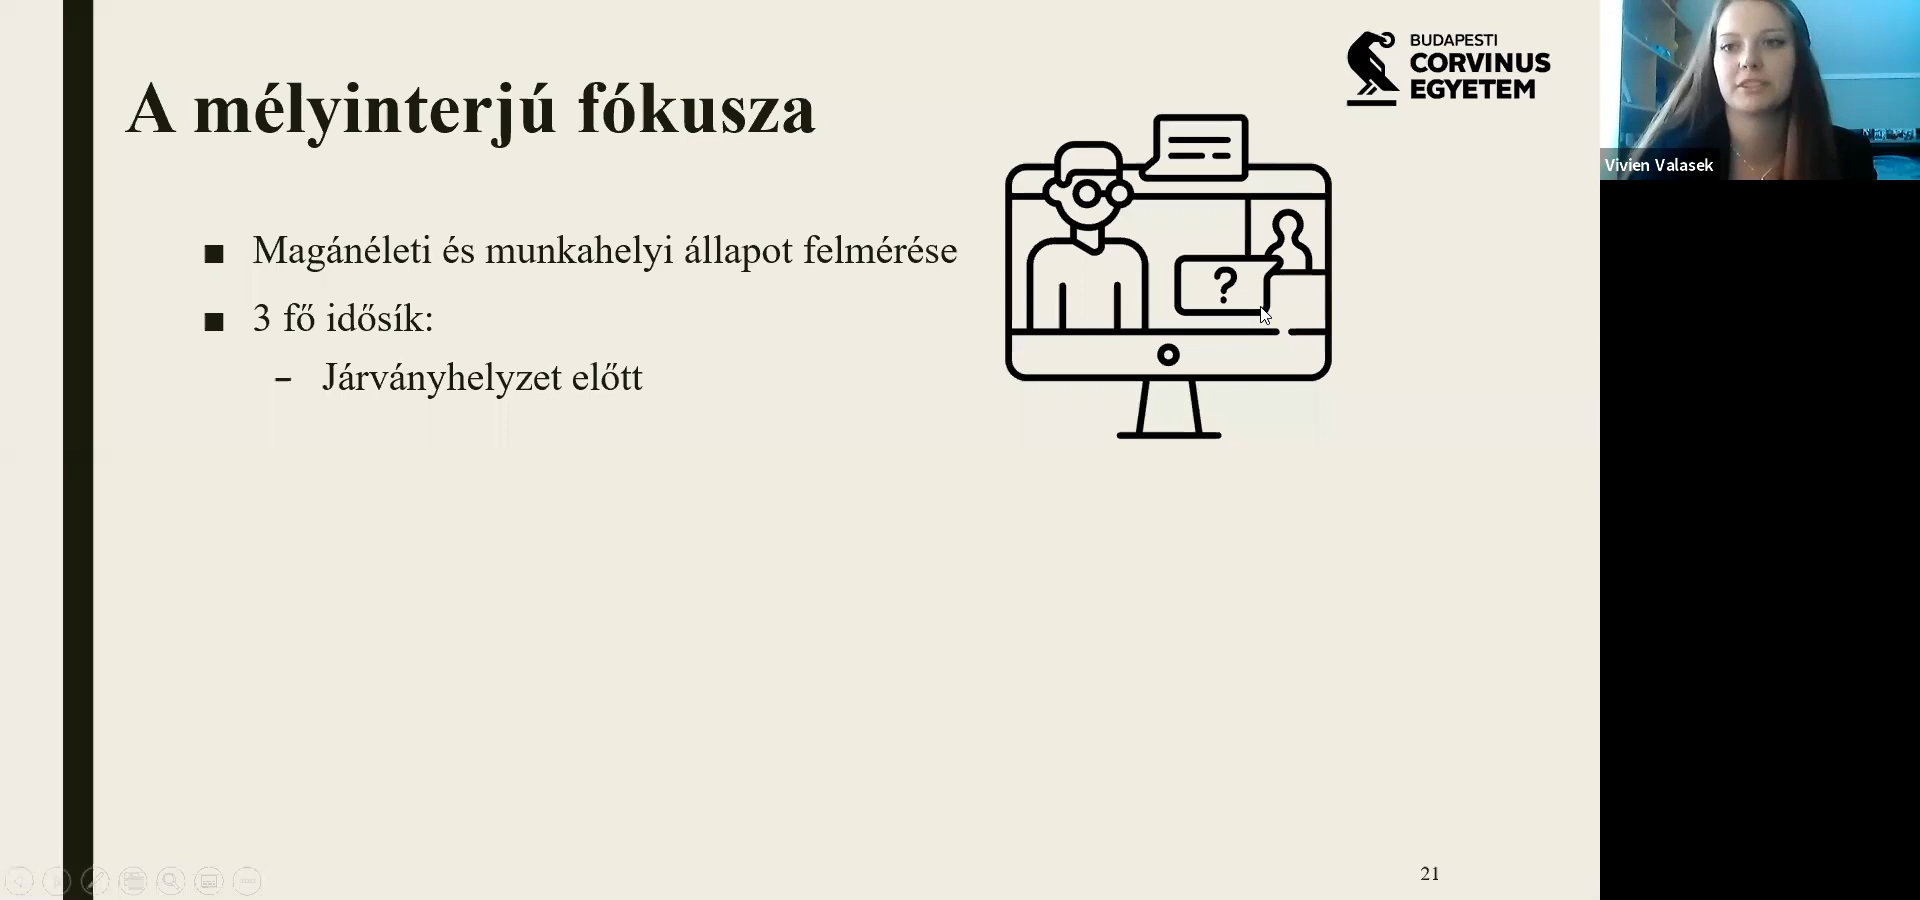 A mélyinterjú fókusza
BUDAPESTI
CORVINUS
EGYETEM
Vivien Valasek
■ Magánéleti és munkahelyi állapot felmérése
■ 3 fő idősík:
– Járványhelyzet előtt
?
21